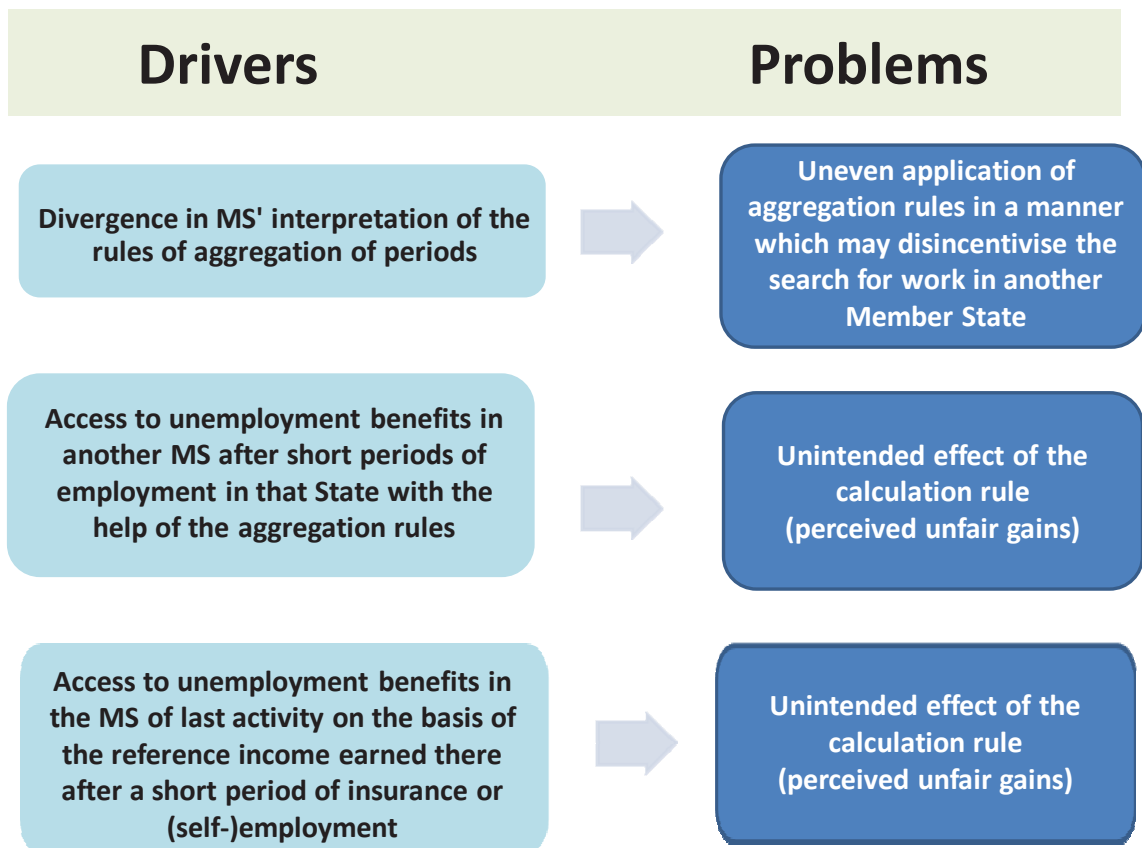 Drivers
Problems
Divergence in MS' interpretation of the
rules of aggregation of periods
Uneven application of
aggregation rules in a manner
which may disincentivise the
search for work in another
Member State
Access to unemployment benefits in
another MS after short periods of
employment in that State with the
help of the aggregation rules
Unintended effect of the
calculation rule
(perceived unfair gains)
Access to unemployment benefits in
the MS of last activity on the basis of
the reference income earned there
after a short period of insurance or
(self-)employment
Unintended effect of the
calculation rule
(perceived unfair gains)